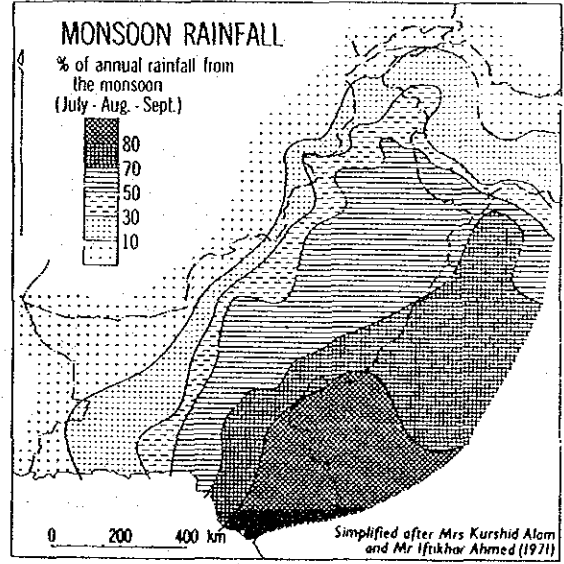 MONSOON RAINFALL
% of annual rainfall from
the monsoon
(July - Aug. - Sept.)
80
70
50
30
10
0 200 400 km
Simplified after Mrs Kurshid Alam
and Mr Iftikhar Ahmed (1971)